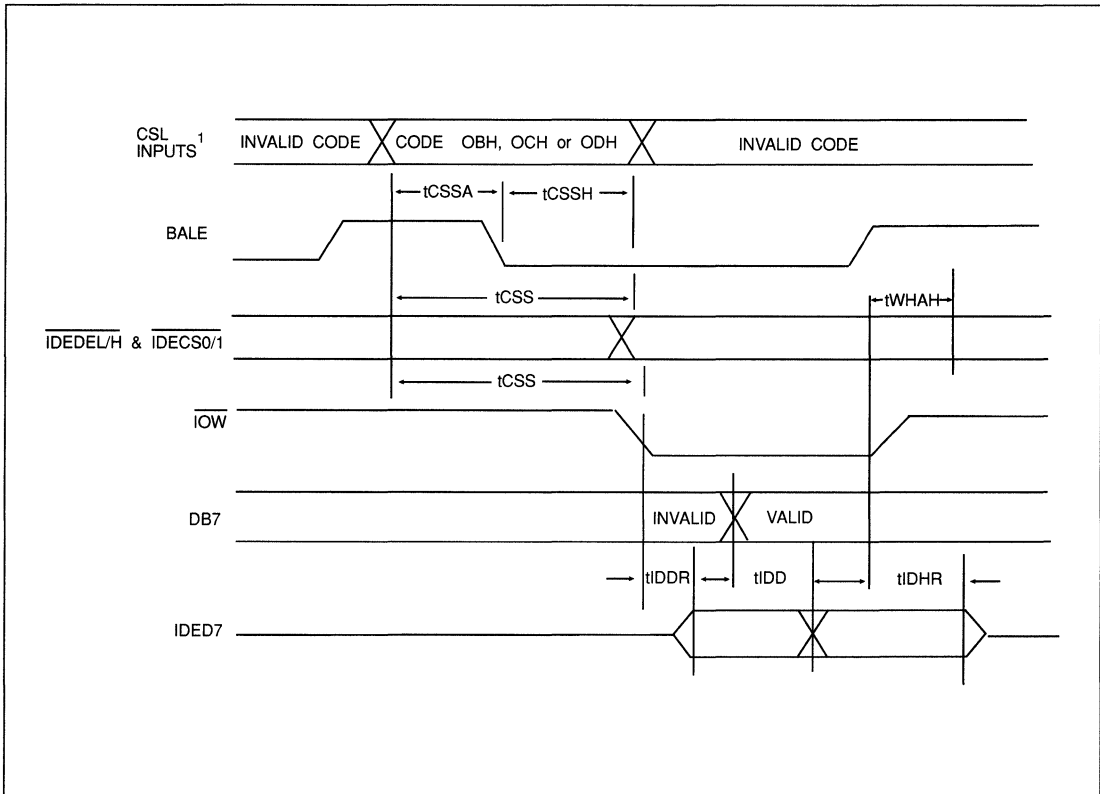 CSL 1
INPUTS
INVALID CODE
CODE OBH, OCH or ODH
INVALID CODE
tCSSA
tCSSH
BALE
tCSS
tWHAH
IDEDEL/H & IDECS0/1
tCSS
IOW
DB7
INVALID
VALID
tIDDR
tIDD
tIDHR
IDED7